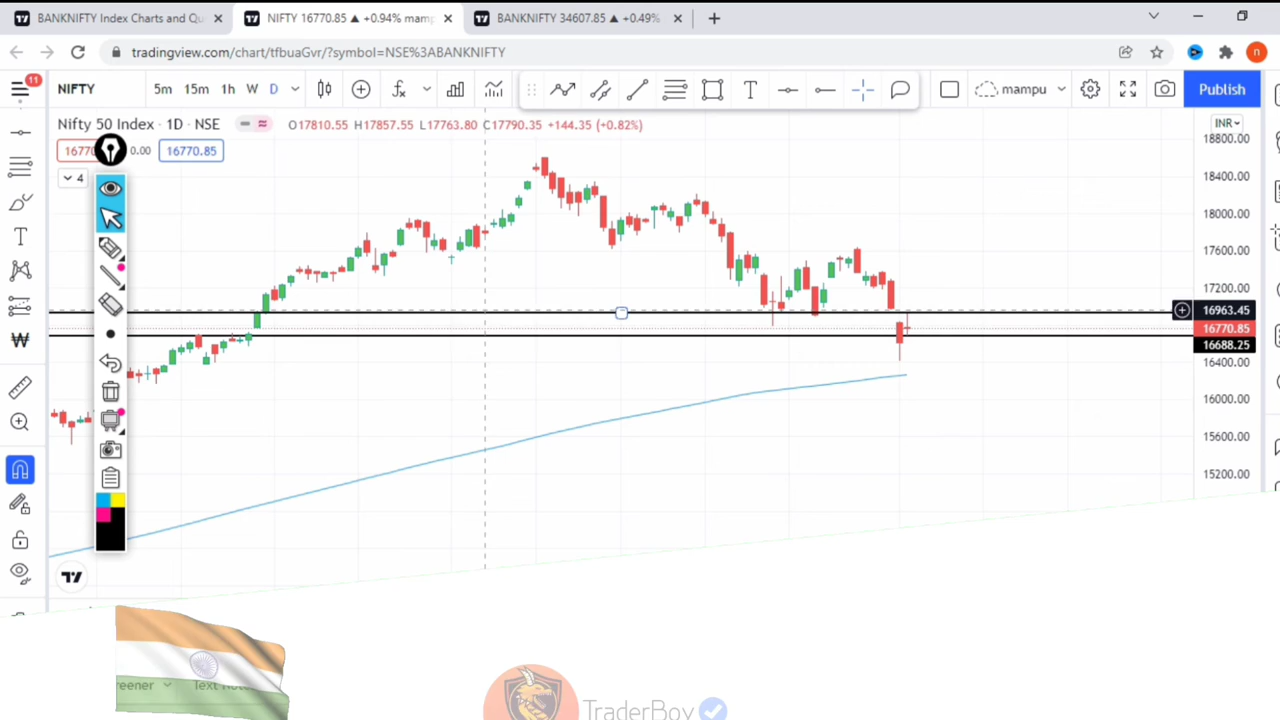 BANKNIFTY Index Charts and Qu
NIFTY 16770.85 ▲ +0.94% mamp
BANKNIFTY 34607.85 ▲ +0.49%
tradingview.com/chart/tfbuaGvr/?symbol=NSE%3ABANKNIFTY
n
11
NIFTY
5m 15m 1h W D
mampu
Publish
Nifty 50 Index · 1D · NSE
O17810.55 H17857.55 L17763.80 C17790.35 +144.35 (+0.82%)
INR
1677
0.00
16770.85
4
18800.00
18400.00
18000.00
17600.00
17200.00
16963.45
16770.85
16688.25
16400.00
16000.00
15600.00
15200.00
reener
TraderBoy